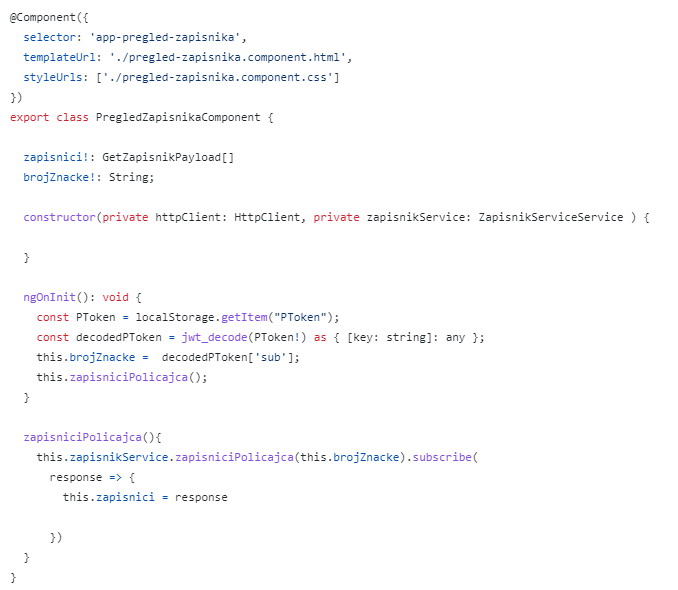 @Component({
  selector: 'app-pregled-zapisnika',
  templateUrl: './pregled-zapisnika.component.html',
  styleUrls: ['./pregled-zapisnika.component.css']
})
export class PregledZapisnikaComponent {
  zapisnici!: GetZapisnikPayload[]
  brojZnacke!: String;
  constructor(private httpClient: HttpClient, private zapisnikService: ZapisnikServiceService ) {
  }
  ngOnInit(): void {
    const PToken = localStorage.getItem("PToken");
    const decodedPToken = jwt_decode(PToken!) as { [key: string]: any };
    this.brojZnacke =  decodedPToken['sub'];
    this.zapisniciPolicajca();
  }
  zapisniciPolicajca(){
    this.zapisnikService.zapisniciPolicajca(this.brojZnacke).subscribe(
      response => {
        this.zapisnici = response
      })
  }
}